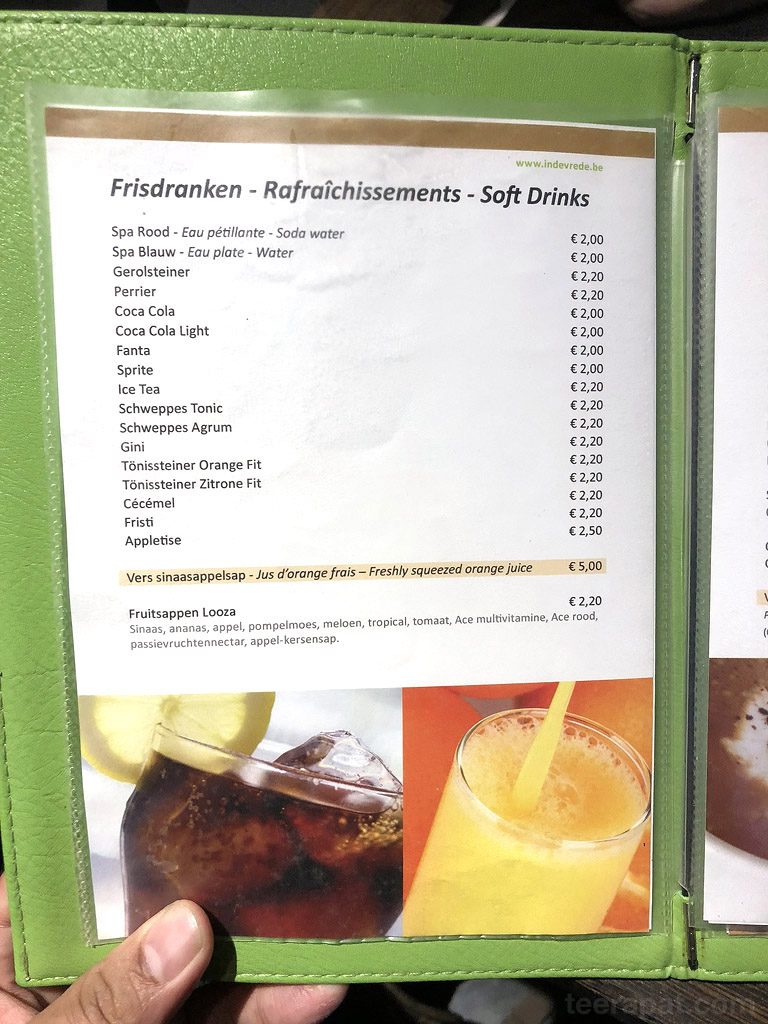 www.indevrede.be
Frisdranken - Rafraîchissements - Soft Drinks
Spa Rood - Eau pétillante - Soda water € 2,00
Spa Blauw - Eau plate - Water € 2,00
Gerolsteiner € 2,20
Perrier € 2,20
Coca Cola € 2,00
Coca Cola Light € 2,00
Fanta € 2,00
Sprite € 2,00
Ice Tea € 2,20
Schweppes Tonic € 2,20
Schweppes Agrum € 2,20
Gini € 2,20
Tönissteiner Orange Fit € 2,20
Tönissteiner Zitrone Fit € 2,20
Cécémel € 2,20
Fristi € 2,20
Appletise € 2,50
Vers sinaasappelsap - Jus d'orange frais – Freshly squeezed orange juice € 5,00
Fruitsappen Looza € 2,20
Sinaas, ananas, appel, pompelmoes, meloen, tropical, tomaat, Ace multivitamine, Ace rood,
passievruchtennectar, appel-kersensap.
teerapat.com